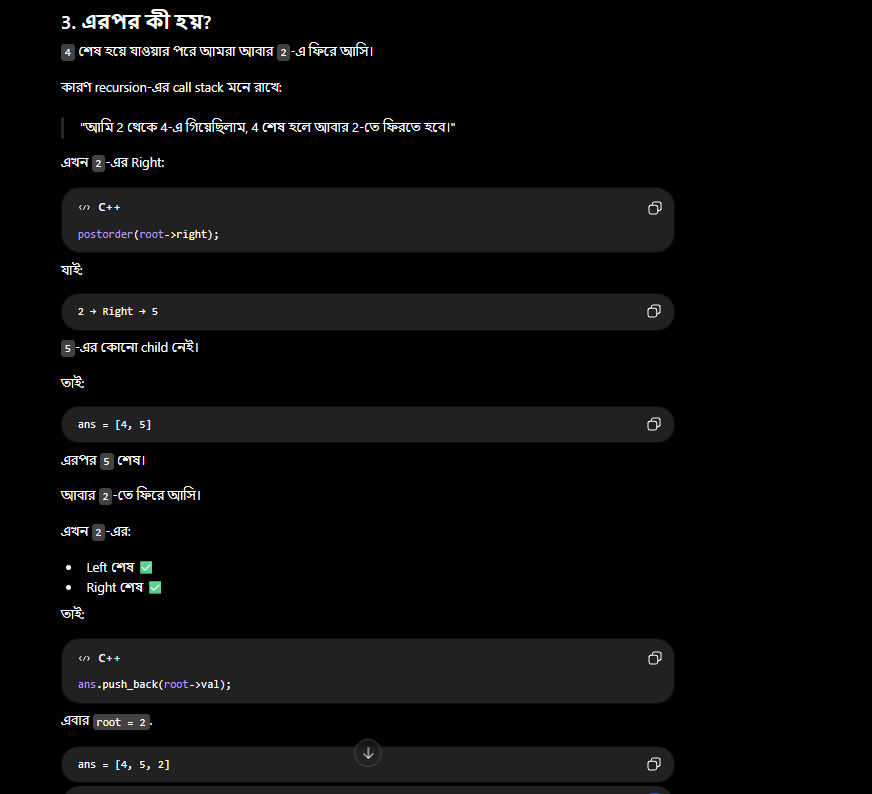 3. এরপর কী হয়?
4 শেষ হয়ে যাওয়ার পরে আমরা আবার 2-এ ফিরে আসি।
কারণ recursion-এর call stack মনে রাখে:
"আমি 2 থেকে 4-এ গিয়েছিলাম, 4 শেষ হলে আবার 2-তে ফিরতে হবে।"
এখন 2-এর Right:
C++
postorder(root->right);
যাই:
2 → Right → 5
5-এর কোনো child নেই।
তাই:
ans = [4, 5]
এরপর 5 শেষ।
আবার 2-তে ফিরে আসি।
এখন 2-এর:
Left শেষ ✅
Right শেষ ✅
তাই:
C++
ans.push_back(root->val);
এবার root = 2.
ans = [4, 5, 2]